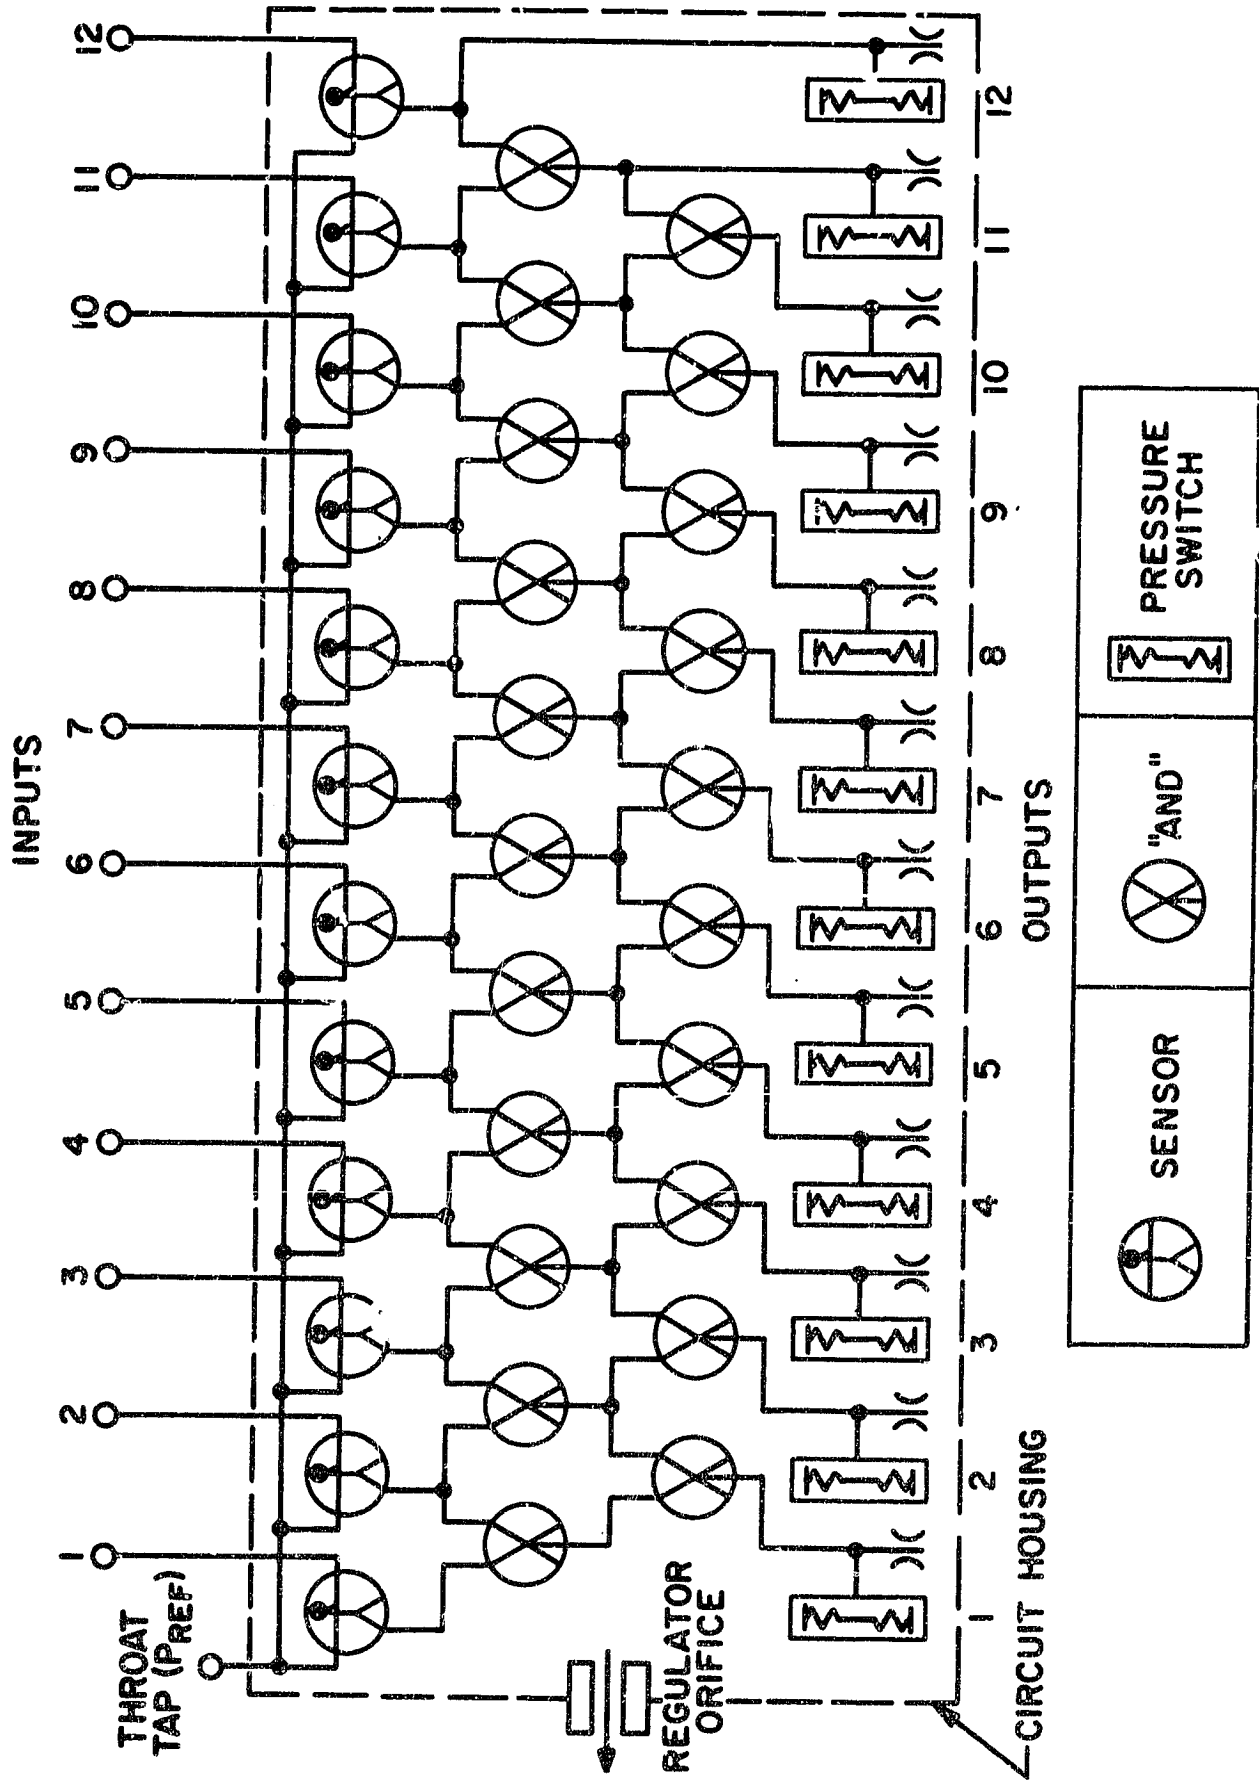 INPUTS
1 2 3 4 5 6 7 8 9 10 11 12
THROAT
TAP (PREF)
REGULATOR
ORIFICE
1 2 3 4 5 6 7 8 9 10 11 12
OUTPUTS
CIRCUIT HOUSING
SENSOR
"AND"
PRESSURE
SWITCH